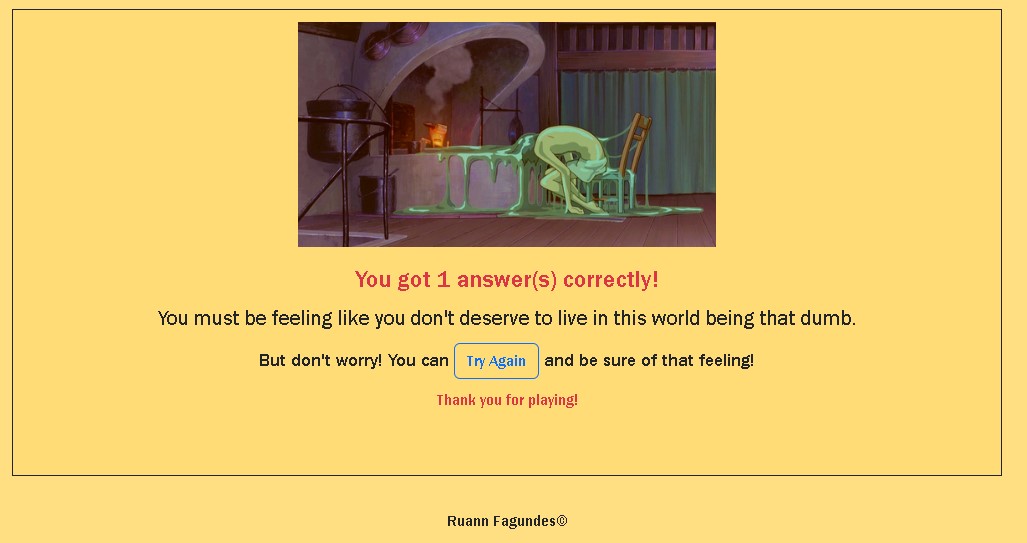 You got 1 answer(s) correctly!
You must be feeling like you don't deserve to live in this world being that dumb.
But don't worry! You can Try Again and be sure of that feeling!
Thank you for playing!
Ruann Fagundes©